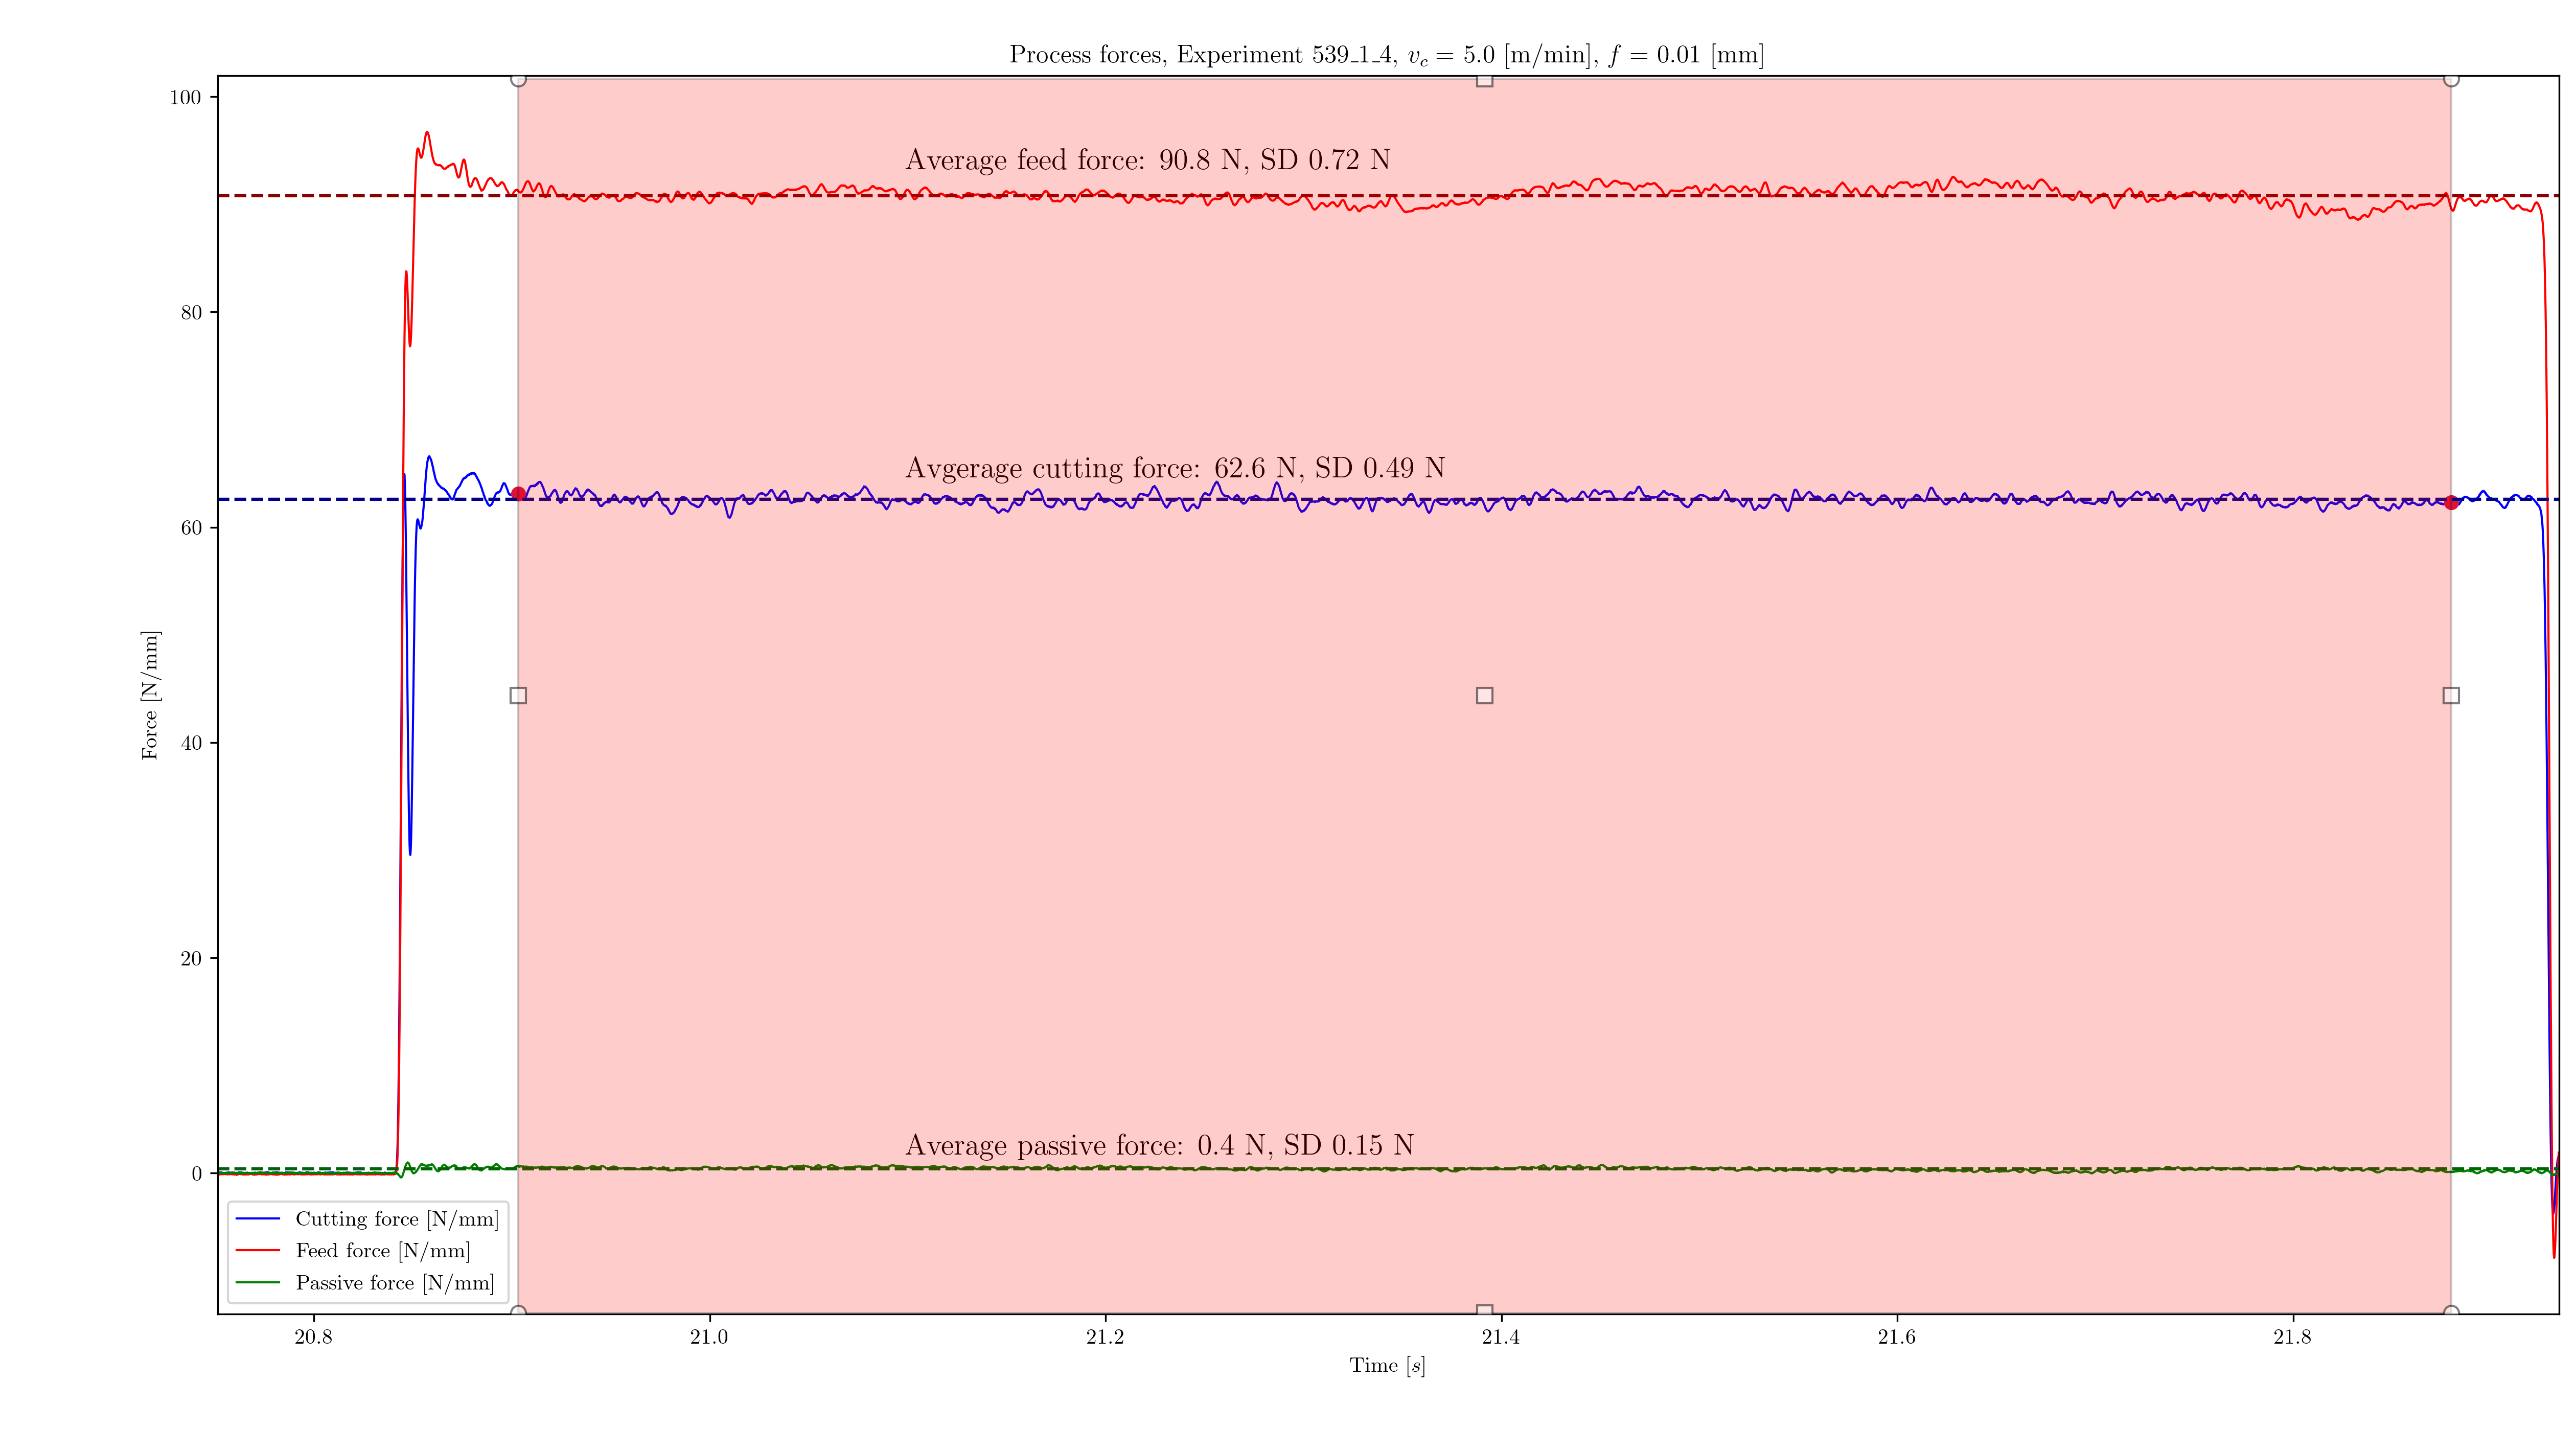 Process forces, Experiment 539_1_4, v_c = 5.0 [m/min], f = 0.01 [mm]
100
80
60
40
20
0
Force [N/mm]
Average feed force: 90.8 N, SD 0.72 N
Avgerage cutting force: 62.6 N, SD 0.49 N
Average passive force: 0.4 N, SD 0.15 N
Cutting force [N/mm]
Feed force [N/mm]
Passive force [N/mm]
20.8 21.0 21.2 21.4 21.6 21.8
Time [s]